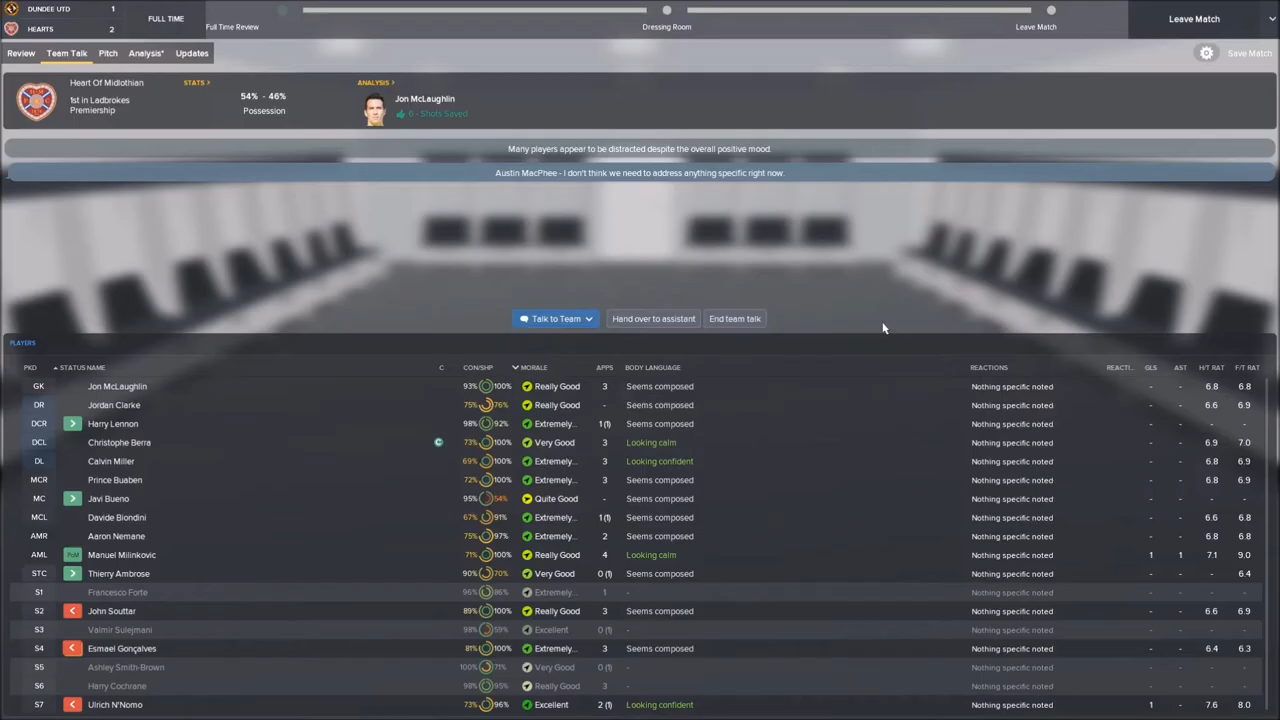 DUNDEE UTD 1
HEARTS 2
FULL TIME
Full Time Review
Dressing Room
Leave Match
Leave Match
Review Team Talk Pitch Analysis* Updates
Save Match
Heart Of Midlothian
1st in Ladbrokes
Premiership
STATS >
54% - 46%
Possession
ANALYSIS >
Jon McLaughlin
6 - Shots Saved
Many players appear to be distracted despite the overall positive mood.
Austin MacPhee - I don't think we need to address anything specific right now.
Talk to Team Hand over to assistant End team talk
PLAYERS
PKD STATUS NAME C CON/SHP MORALE APPS BODY LANGUAGE REACTIONS REACTI... GLS AST H/T RAT F/T RAT
GK Jon McLaughlin 93% 100% Really Good 3 Seems composed Nothing specific noted - - 6.8 6.8
DR Jordan Clarke 75% 76% Really Good - Seems composed Nothing specific noted - - 6.6 6.9
DCR Harry Lennon 98% 92% Extremely... 1 (1) Seems composed Nothing specific noted - - - -
DCL Christophe Berra C 73% 100% Very Good 3 Looking calm Nothing specific noted - - 6.9 7.0
DL Calvin Miller 69% 100% Extremely... 3 Looking confident Nothing specific noted - - 6.8 6.9
MCR Prince Buaben 72% 100% Extremely... 3 Seems composed Nothing specific noted - - 6.8 6.9
MC Javi Bueno 95% 54% Quite Good - Seems composed Nothing specific noted - - - -
MCL Davide Biondini 67% 91% Extremely... 1 (1) Seems composed Nothing specific noted - - 6.6 6.8
AMR Aaron Nemane 75% 97% Extremely... 2 Seems composed Nothing specific noted - - 6.8 6.8
AML PoM Manuel Milinkovic 71% 100% Really Good 4 Looking calm Nothing specific noted 1 1 7.1 9.0
STC Thierry Ambrose 90% 70% Very Good 0 (1) Seems composed Nothing specific noted - - - 6.4
S1 Francesco Forte 96% 86% Extremely... 1 - Nothing specific noted - - - -
S2 John Souttar 89% 100% Really Good 3 Seems composed Nothing specific noted - - 6.6 6.9
S3 Valmir Sulejmani 98% 59% Excellent 0 (1) - Nothing specific noted - - - -
S4 Esmael Gonçalves 81% 100% Extremely... 3 Seems composed Nothing specific noted - - 6.4 6.3
S5 Ashley Smith-Brown 100% 71% Very Good 0 (1) - Nothing specific noted - - - -
S6 Harry Cochrane 98% 95% Really Good 3 - Nothing specific noted - - - -
S7 Ulrich N'Nomo 73% 96% Excellent 2 (1) Looking confident Nothing specific noted 1 - 7.6 8.0